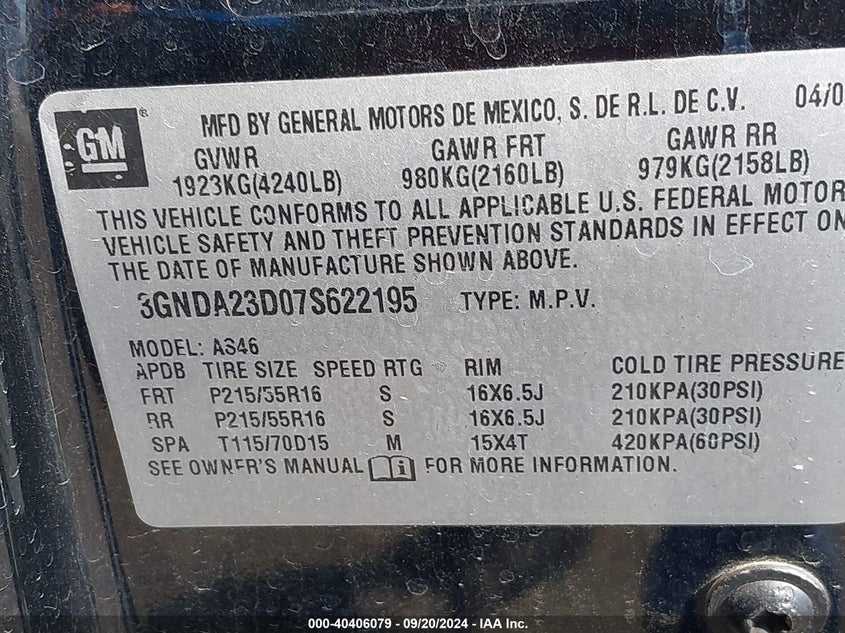 GM®
MFD BY GENERAL MOTORS DE MEXICO, S. DE R.L. DE C.V. 04/0
GVWR GAWR FRT GAWR RR
1923KG(4240LB) 980KG(2160LB) 979KG(2158LB)
THIS VEHICLE CONFORMS TO ALL APPLICABLE U.S. FEDERAL MOTOR
VEHICLE SAFETY AND THEFT PREVENTION STANDARDS IN EFFECT ON
THE DATE OF MANUFACTURE SHOWN ABOVE.
3GNDA23D07S622195 TYPE: M.P.V.
MODEL: AS46
APDB TIRE SIZE SPEED RTG RIM COLD TIRE PRESSURE
FRT P215/55R16 S 16X6.5J 210KPA(30PSI)
RR P215/55R16 S 16X6.5J 210KPA(30PSI)
SPA T115/70D15 M 15X4T 420KPA(60PSI)
SEE OWNER'S MANUAL i FOR MORE INFORMATION.
000-40406079 - 09/20/2024 - IAA Inc.